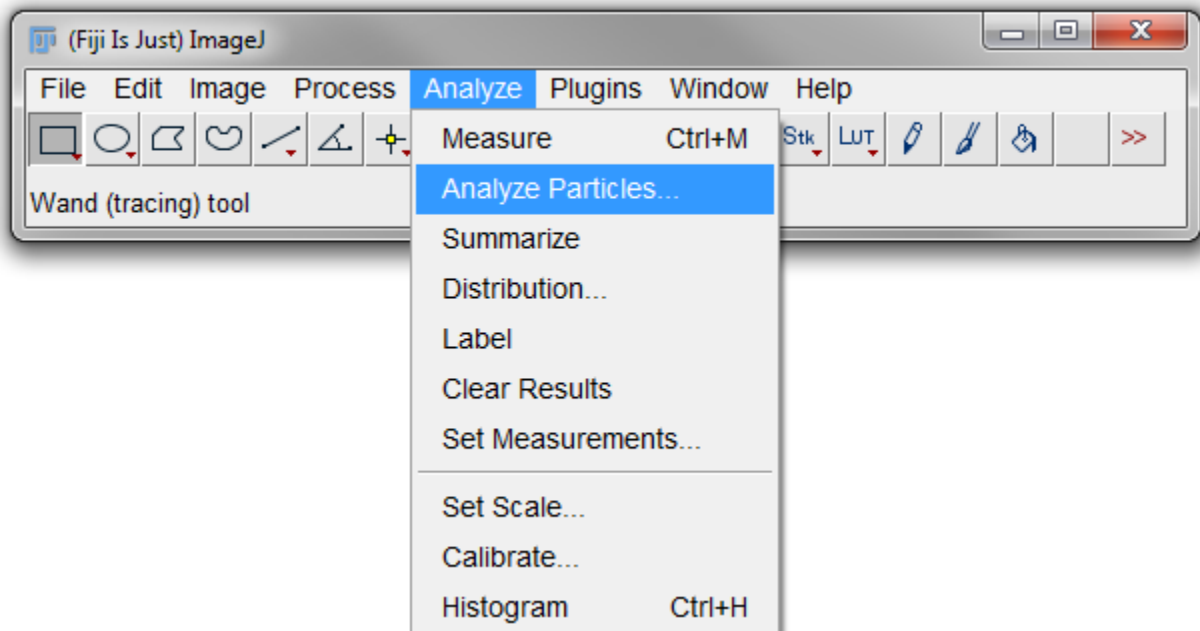 (Fiji Is Just) ImageJ
File Edit Image Process Analyze Plugins Window Help
Stk LUT >>
Wand (tracing) tool
Measure Ctrl+M
Analyze Particles...
Summarize
Distribution...
Label
Clear Results
Set Measurements...
Set Scale...
Calibrate...
Histogram Ctrl+H